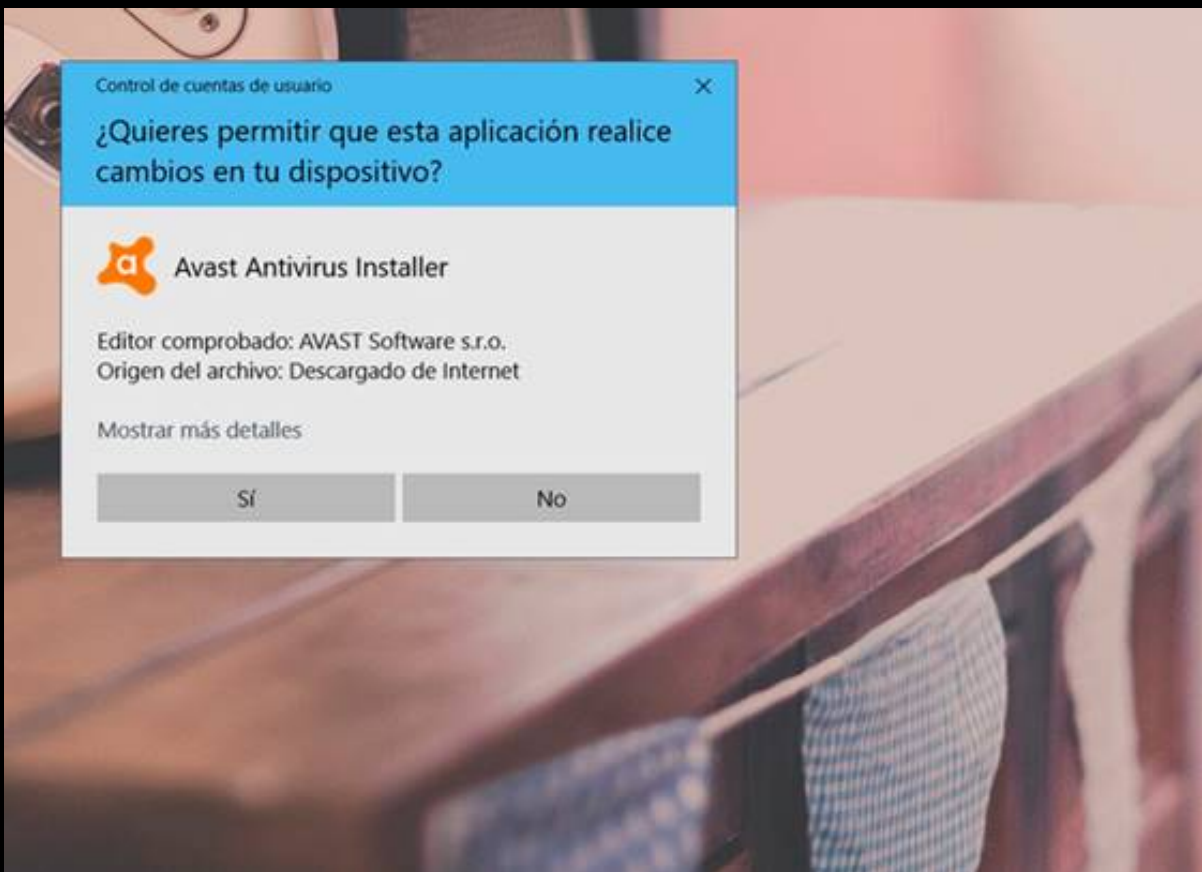 Control de cuentas de usuario
¿Quieres permitir que esta aplicación realice
cambios en tu dispositivo?
Avast Antivirus Installer
Editor comprobado: AVAST Software s.r.o.
Origen del archivo: Descargado de Internet
Mostrar más detalles
Sí
No